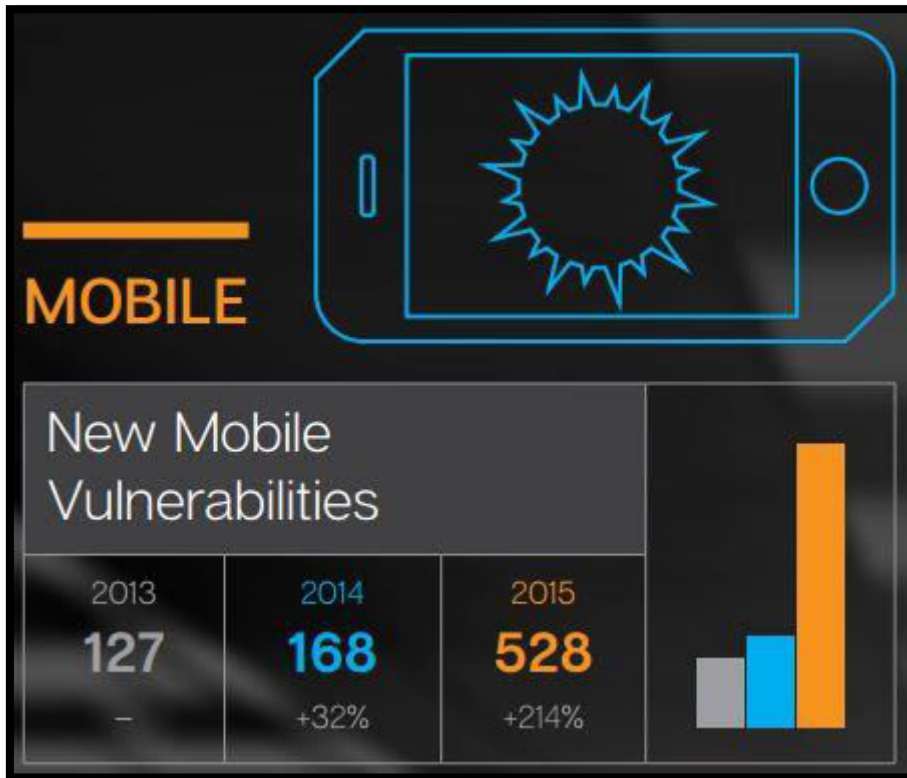 MOBILE
New Mobile
Vulnerabilities
2013 2014 2015
127 168 528
– +32% +214%